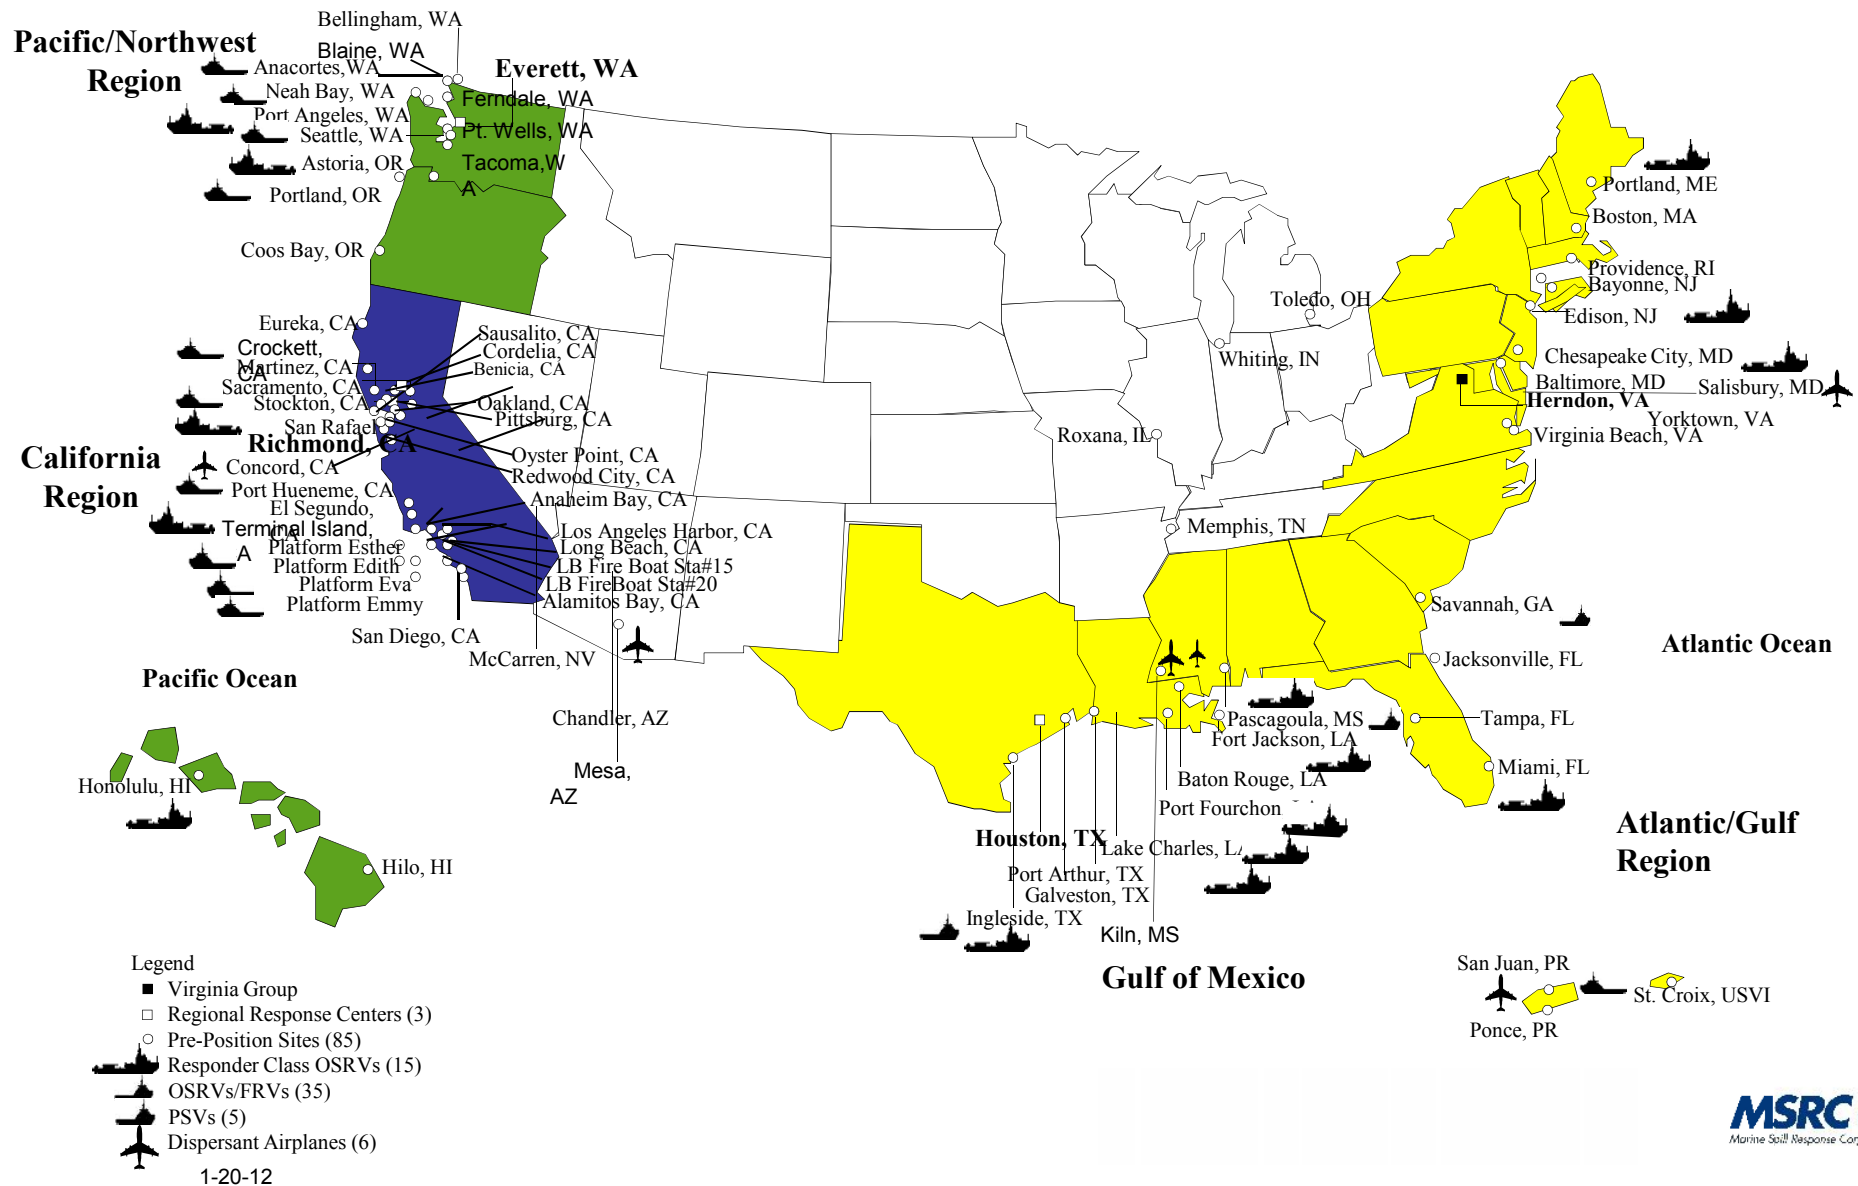 Bellingham, WA
Pacific/Northwest
Region
Blaine, WA
Anacortes,WA
Everett, WA
Neah Bay, WA
Ferndale, WA
Port Angeles, WA
Seattle, WA
Pt. Wells, WA
Astoria, OR
Tacoma,W
A
Portland, OR
Coos Bay, OR
Eureka, CA
Sausalito, CA
Cordelia, CA
Benicia, CA
Crockett,
CA
Martinez, CA
Sacramento, CA
Stockton, CA
Oakland, CA
Pittsburg, CA
San Rafael
Richmond, CA
California
Region
Concord, CA
Oyster Point, CA
Redwood City, CA
Port Hueneme, CA
Anaheim Bay, CA
El Segundo,
CA
Terminal Island,
A
Los Angeles Harbor, CA
Platform Esther
Long Beach, CA
Platform Edith
LB Fire Boat Sta#15
Platform Eva
LB FireBoat Sta#20
Platform Emmy
Alamitos Bay, CA
San Diego, CA
McCarren, NV
Chandler, AZ
Mesa,
AZ
Pacific Ocean
Honolulu, HI
Hilo, HI
Toledo, OH
Whiting, IN
Roxana, IL
Memphis, TN
Portland, ME
Boston, MA
Providence, RI
Bayonne, NJ
Edison, NJ
Chesapeake City, MD
Baltimore, MD
Salisbury, MD
Herndon, VA
Yorktown, VA
Virginia Beach, VA
Savannah, GA
Atlantic Ocean
Jacksonville, FL
Tampa, FL
Miami, FL
Pascagoula, MS
Fort Jackson, LA
Baton Rouge, LA
Port Fourchon
Houston, TX
Lake Charles, LA
Port Arthur, TX
Galveston, TX
Ingleside, TX
Kiln, MS
Atlantic/Gulf
Region
Gulf of Mexico
San Juan, PR
St. Croix, USVI
Ponce, PR
Legend
Virginia Group
Regional Response Centers (3)
Pre-Position Sites (85)
Responder Class OSRVs (15)
OSRVs/FRVs (35)
PSVs (5)
Dispersant Airplanes (6)
1-20-12
MSRC
Marine Spill Response Cor